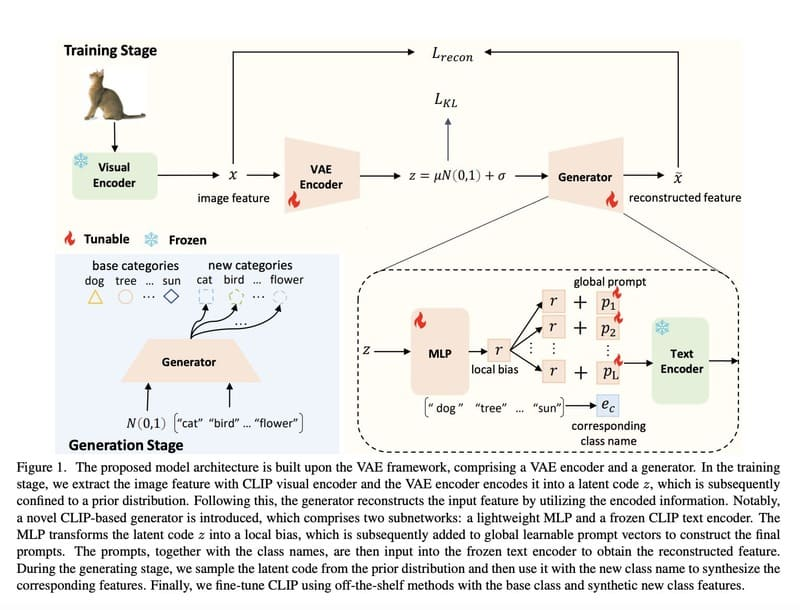 Training Stage
L_recon
L_KL
Visual
Encoder
x
image feature
VAE
Encoder
z = μN(0,1) + σ
Generator
x̃
reconstructed feature
Tunable Frozen
base categories new categories
dog tree ... sun cat bird ... flower
...
...
...
Generator
N(0,1) ["cat" "bird" ... "flower"]
Generation Stage
global prompt
z
MLP
r
local bias
r + p₁
r + p₂
⋮ ⋮ ⋮
r + p_L
Text
Encoder
["dog" "tree" ... "sun"] e_c
corresponding
class name
Figure 1. The proposed model architecture is built upon the VAE framework, comprising a VAE encoder and a generator. In the training
stage, we extract the image feature with CLIP visual encoder and the VAE encoder encodes it into a latent code z, which is subsequently
confined to a prior distribution. Following this, the generator reconstructs the input feature by utilizing the encoded information. Notably,
a novel CLIP-based generator is introduced, which comprises two subnetworks: a lightweight MLP and a frozen CLIP text encoder. The
MLP transforms the latent code z into a local bias, which is subsequently added to global learnable prompt vectors to construct the final
prompts. The prompts, together with the class names, are then input into the frozen text encoder to obtain the reconstructed feature.
During the generating stage, we sample the latent code from the prior distribution and then use it with the new class name to synthesize the
corresponding features. Finally, we fine-tune CLIP using off-the-shelf methods with the base class and synthetic new class features.